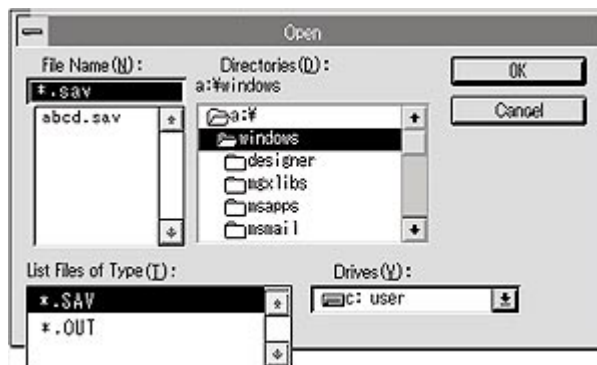 Open
File Name(N):
*.sav
abcd.sav
Directories(D):
a:¥windows
a:¥
windows
designer
msxlibs
msapps
msmail
OK
Cancel
List Files of Type(T):
*.SAV
*.OUT
Drives(V):
c: user